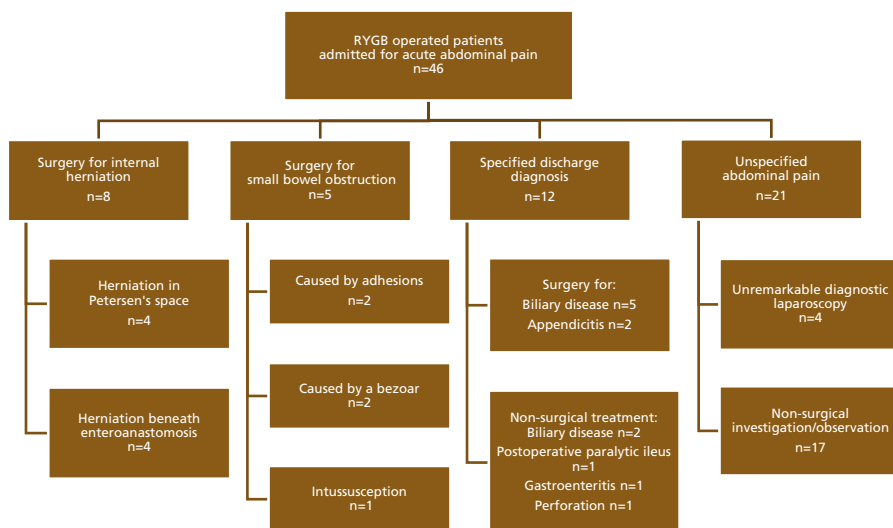 RYGB operated patients
admitted for acute abdominal pain
n=46
Surgery for internal
herniation
n=8
Herniation in
Petersen's space
n=4
Herniation beneath
enteroanastomosis
n=4
Surgery for
small bowel obstruction
n=5
Caused by adhesions
n=2
Caused by a bezoar
n=2
Intussusception
n=1
Specified discharge
diagnosis
n=12
Surgery for:
Biliary disease n=5
Appendicitis n=2
Non-surgical treatment:
Biliary disease n=2
Postoperative paralytic ileus
n=1
Gastroenteritis n=1
Perforation n=1
Unspecified
abdominal pain
n=21
Unremarkable diagnostic
laparoscopy
n=4
Non-surgical
investigation/observation
n=17